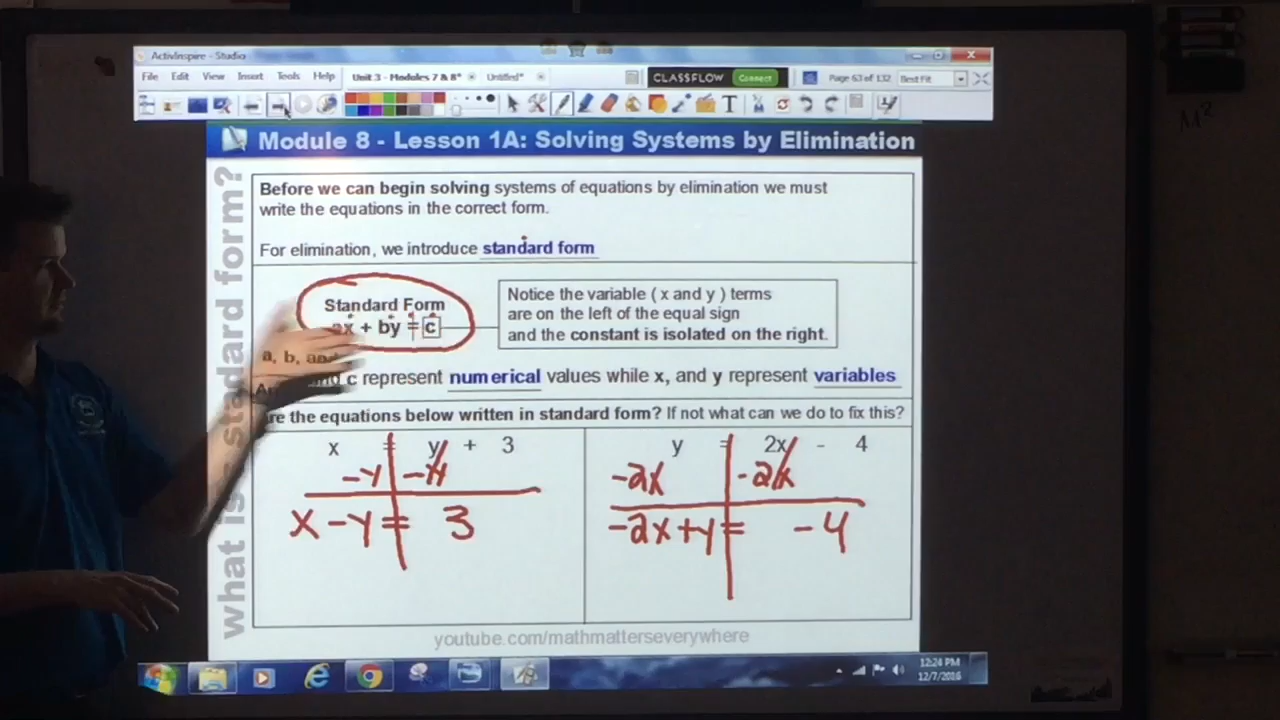 ActivInspire - Studio
File Edit View Insert Tools Help Unit 3 - Modules 7 & 8* Untitled* CLASSFLOW Connect Page 63 of 132 Best Fit
Module 8 - Lesson 1A: Solving Systems by Elimination
what is standard form?
Before we can begin solving systems of equations by elimination we must
write the equations in the correct form.
For elimination, we introduce standard form
Standard Form
ax + by = c
Notice the variable ( x and y ) terms
are on the left of the equal sign
and the constant is isolated on the right.
a, b, and
c represent numerical values while x, and y represent variables
re the equations below written in standard form? If not what can we do to fix this?
x = y + 3
-y -y
x - y = 3
y = 2x - 4
-2x -2x
-2x + y = -4
youtube.com/mathmatterseverywhere
12:24 PM
12/7/2016